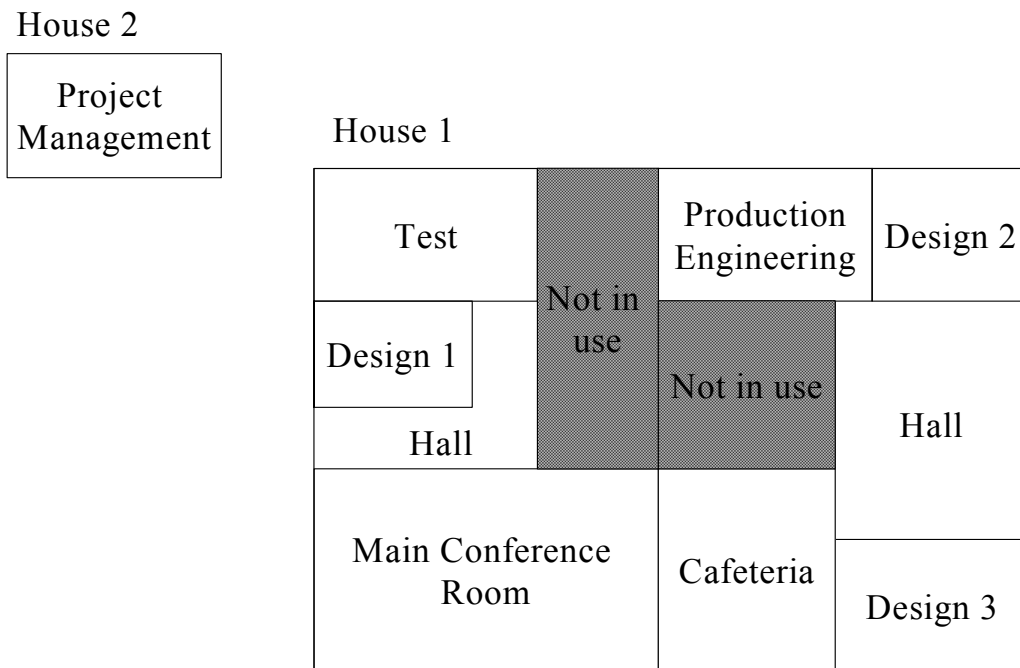 House 2
Project
Management
House 1
Test
Production
Engineering
Design 2
Not in
use
Design 1
Not in use
Hall
Hall
Main Conference
Room
Cafeteria
Design 3